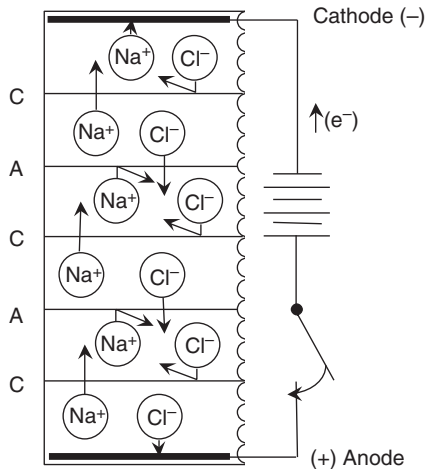 Cathode (–)
Na⁺ Cl⁻
C
(e⁻)
Na⁺ Cl⁻
A
Na⁺ Cl⁻
C
Na⁺ Cl⁻
A
Na⁺ Cl⁻
C
Na⁺ Cl⁻
(+) Anode